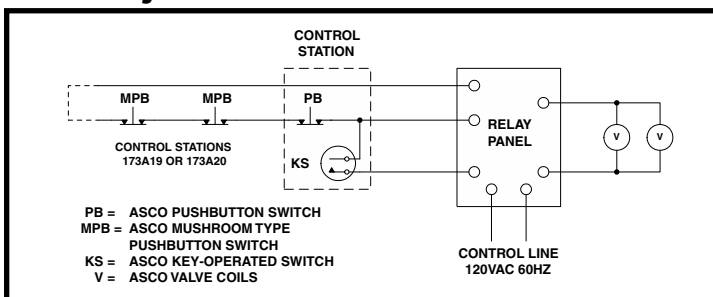 CONTROL
STATION
MPB
MPB
PB
CONTROL STATIONS
173A19 OR 173A20
KS
RELAY
PANEL
V
V
PB = ASCO PUSHBUTTON SWITCH
MPB = ASCO MUSHROOM TYPE
PUSHBUTTON SWITCH
KS = ASCO KEY-OPERATED SWITCH
V = ASCO VALVE COILS
CONTROL LINE
120VAC 60HZ